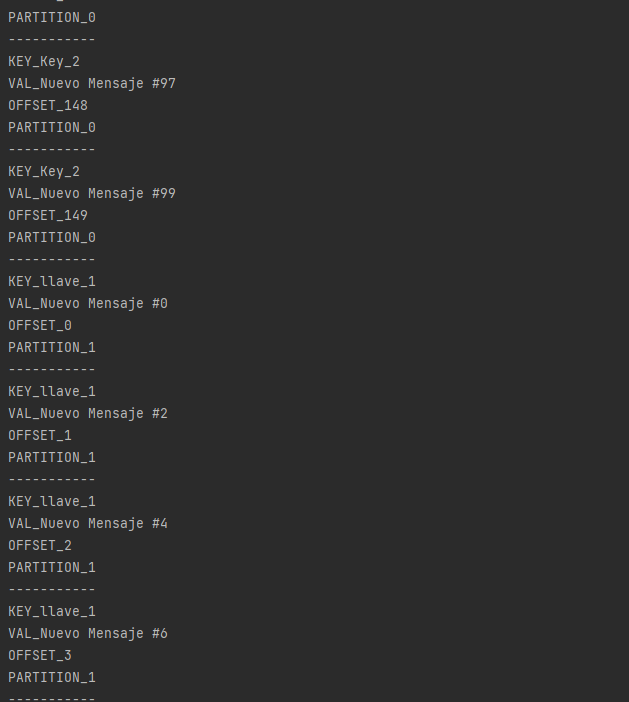 PARTITION_0
-----------
KEY_Key_2
VAL_Nuevo Mensaje #97
OFFSET_148
PARTITION_0
-----------
KEY_Key_2
VAL_Nuevo Mensaje #99
OFFSET_149
PARTITION_0
-----------
KEY_llave_1
VAL_Nuevo Mensaje #0
OFFSET_0
PARTITION_1
-----------
KEY_llave_1
VAL_Nuevo Mensaje #2
OFFSET_1
PARTITION_1
-----------
KEY_llave_1
VAL_Nuevo Mensaje #4
OFFSET_2
PARTITION_1
-----------
KEY_llave_1
VAL_Nuevo Mensaje #6
OFFSET_3
PARTITION_1
-----------